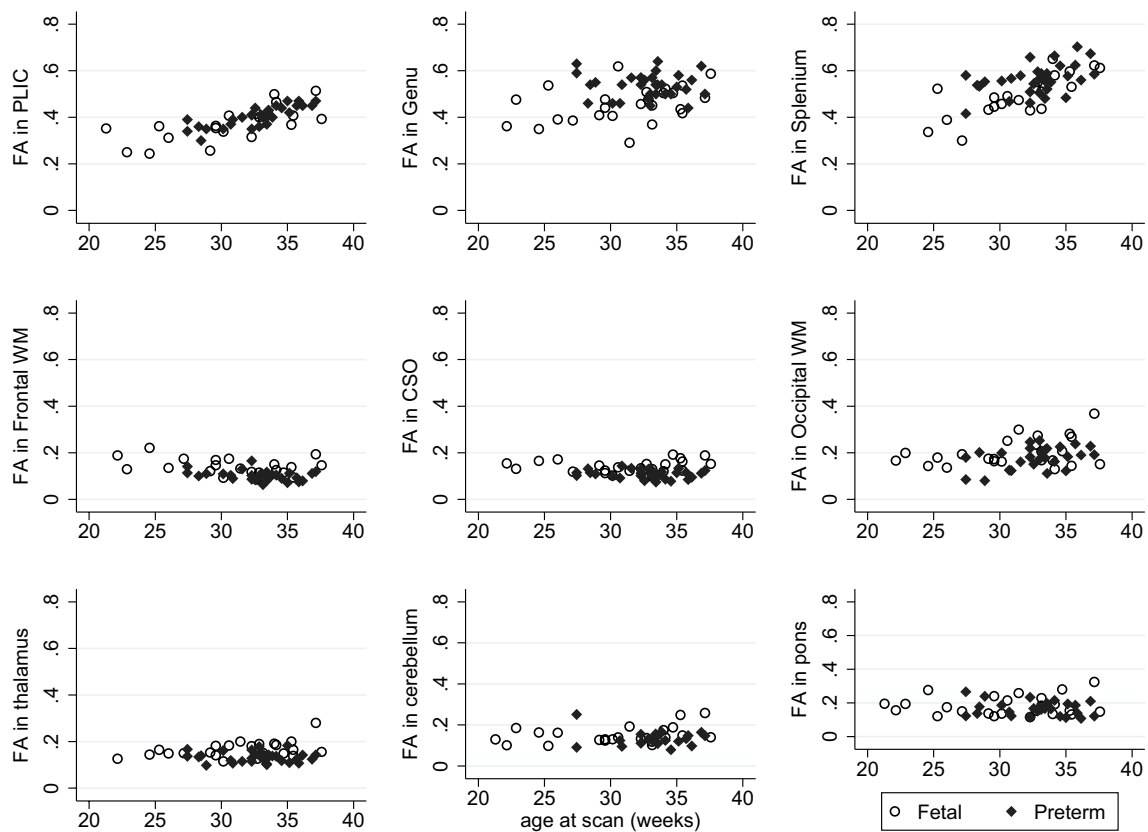 FA in PLIC
0 .2 .4 .6 .8
20 25 30 35 40
FA in Genu
0 .2 .4 .6 .8
20 25 30 35 40
FA in Splenium
0 .2 .4 .6 .8
20 25 30 35 40
FA in Frontal WM
0 .2 .4 .6 .8
20 25 30 35 40
FA in CSO
0 .2 .4 .6 .8
20 25 30 35 40
FA in Occipital WM
0 .2 .4 .6 .8
20 25 30 35 40
FA in thalamus
0 .2 .4 .6 .8
20 25 30 35 40
FA in cerebellum
0 .2 .4 .6 .8
20 25 30 35 40
age at scan (weeks)
FA in pons
0 .2 .4 .6 .8
20 25 30 35 40
Fetal Preterm